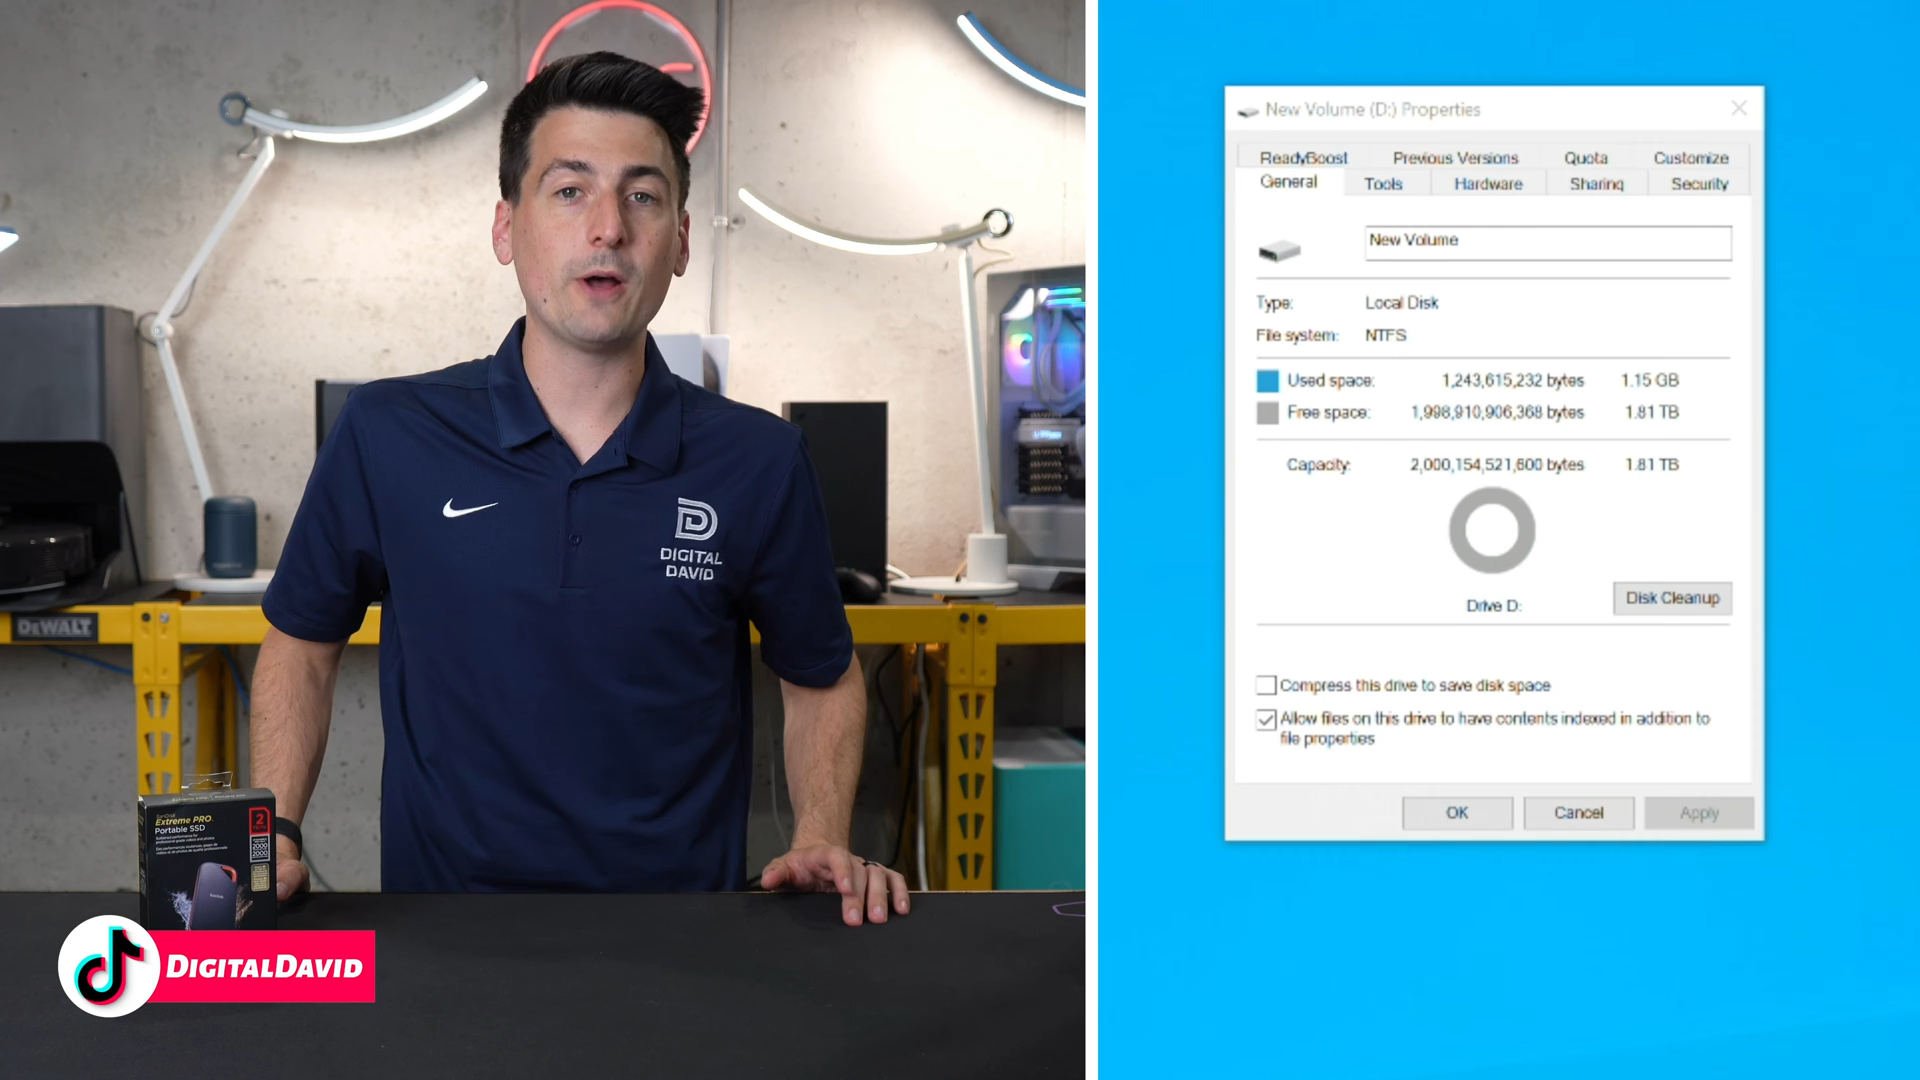 DEWALT
DIGITAL
DAVID
SanDisk
Extreme PRO
Portable SSD
2
2000
2000
DIGITALDAVID
New Volume (D:) Properties
ReadyBoost Previous Versions Quota Customize
General Tools Hardware Sharing Security
New Volume
Type: Local Disk
File system: NTFS
Used space: 1,243,615,232 bytes 1.15 GB
Free space: 1,998,910,906,368 bytes 1.81 TB
Capacity: 2,000,154,521,600 bytes 1.81 TB
Drive D:
Disk Cleanup
Compress this drive to save disk space
Allow files on this drive to have contents indexed in addition to
file properties
OK Cancel Apply